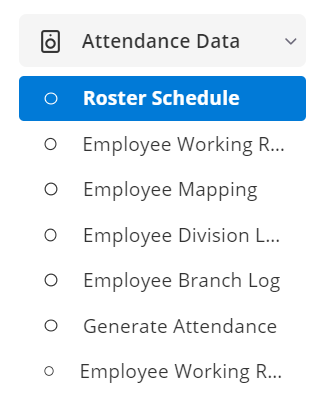 Attendance Data
Roster Schedule
Employee Working R...
Employee Mapping
Employee Division L...
Employee Branch Log
Generate Attendance
Employee Working R...